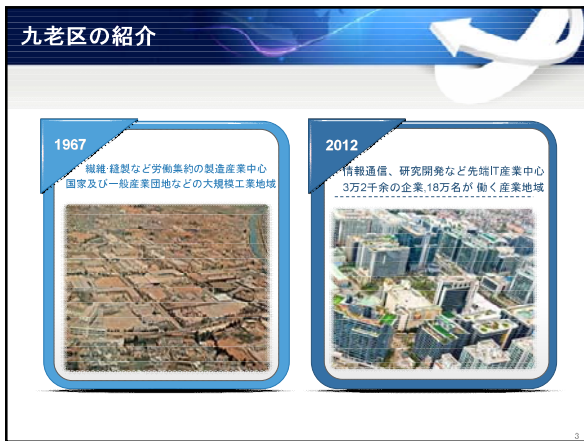 九老区の紹介
1967
繊維·縫製など労働集約の製造産業中心
国家及び一般産業団地などの大規模工業地域
2012
情報通信、研究開発など先端IT産業中心
3万2千余の企業,18万名が 働く産業地域
3